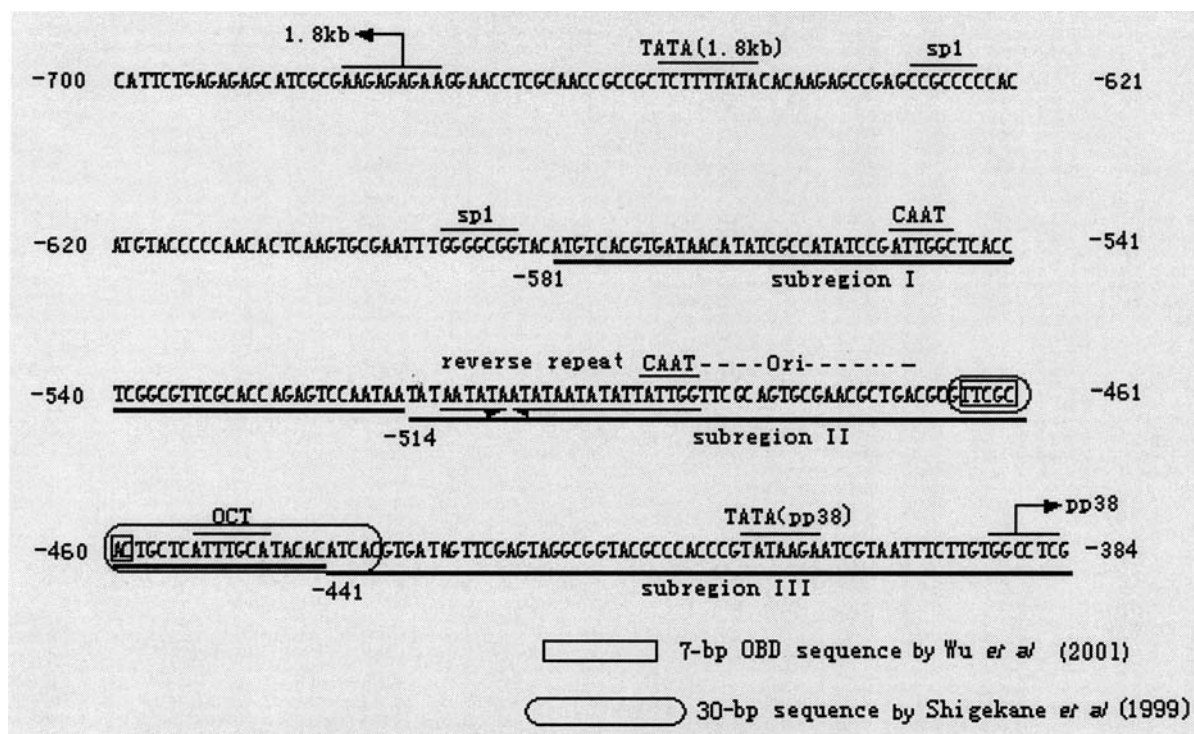 1.8kb TATA(1.8kb) sp1
-700 CATTCTGAGAGAGCATCGCGAAGAGAGAAGGAACCTCGCAACCGCCGCTCTTTTATACACAAGAGCCGAGCCGCCCCCAC -621
sp1 CAAT
-620 ATGTACCCCCAACACTCAAGTGCGAATTTGGGGCGGTACATGTCACGTGATAACATATCGCCATATCCGATTGGCTCACC -541
-581 subregion I
reverse repeat CAAT----Ori-------
-540 TCGGCGTTCGCACCAGAGTCCAATAATATAATATAATATAATATATTATTGGTTCGCAGTGCGAACGCTGACGCGTTCGC -461
-514 subregion II
OCT TATA(pp38) pp38
-460 ACTGCTCATTTGCATACACATCACGTGATAGTTCGAGTAGGCGGTACGCCCACCCGTATAAGAATCGTAATTTCTTGTGGCCTCG -384
-441 subregion III
7-bp OBD sequence by Wu et al (2001)
30-bp sequence by Shigekane et al (1999)